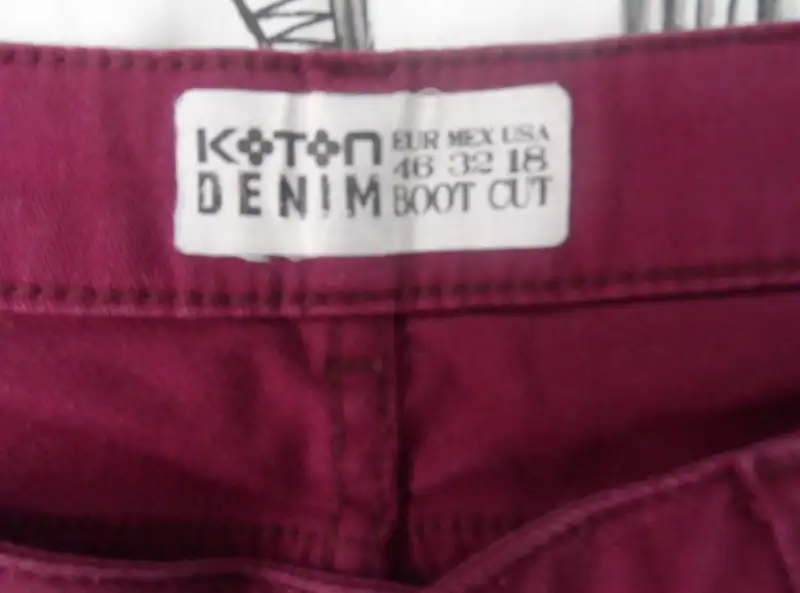 KOTON
DENIM
EUR MEX USA
46 32 18
BOOT CUT